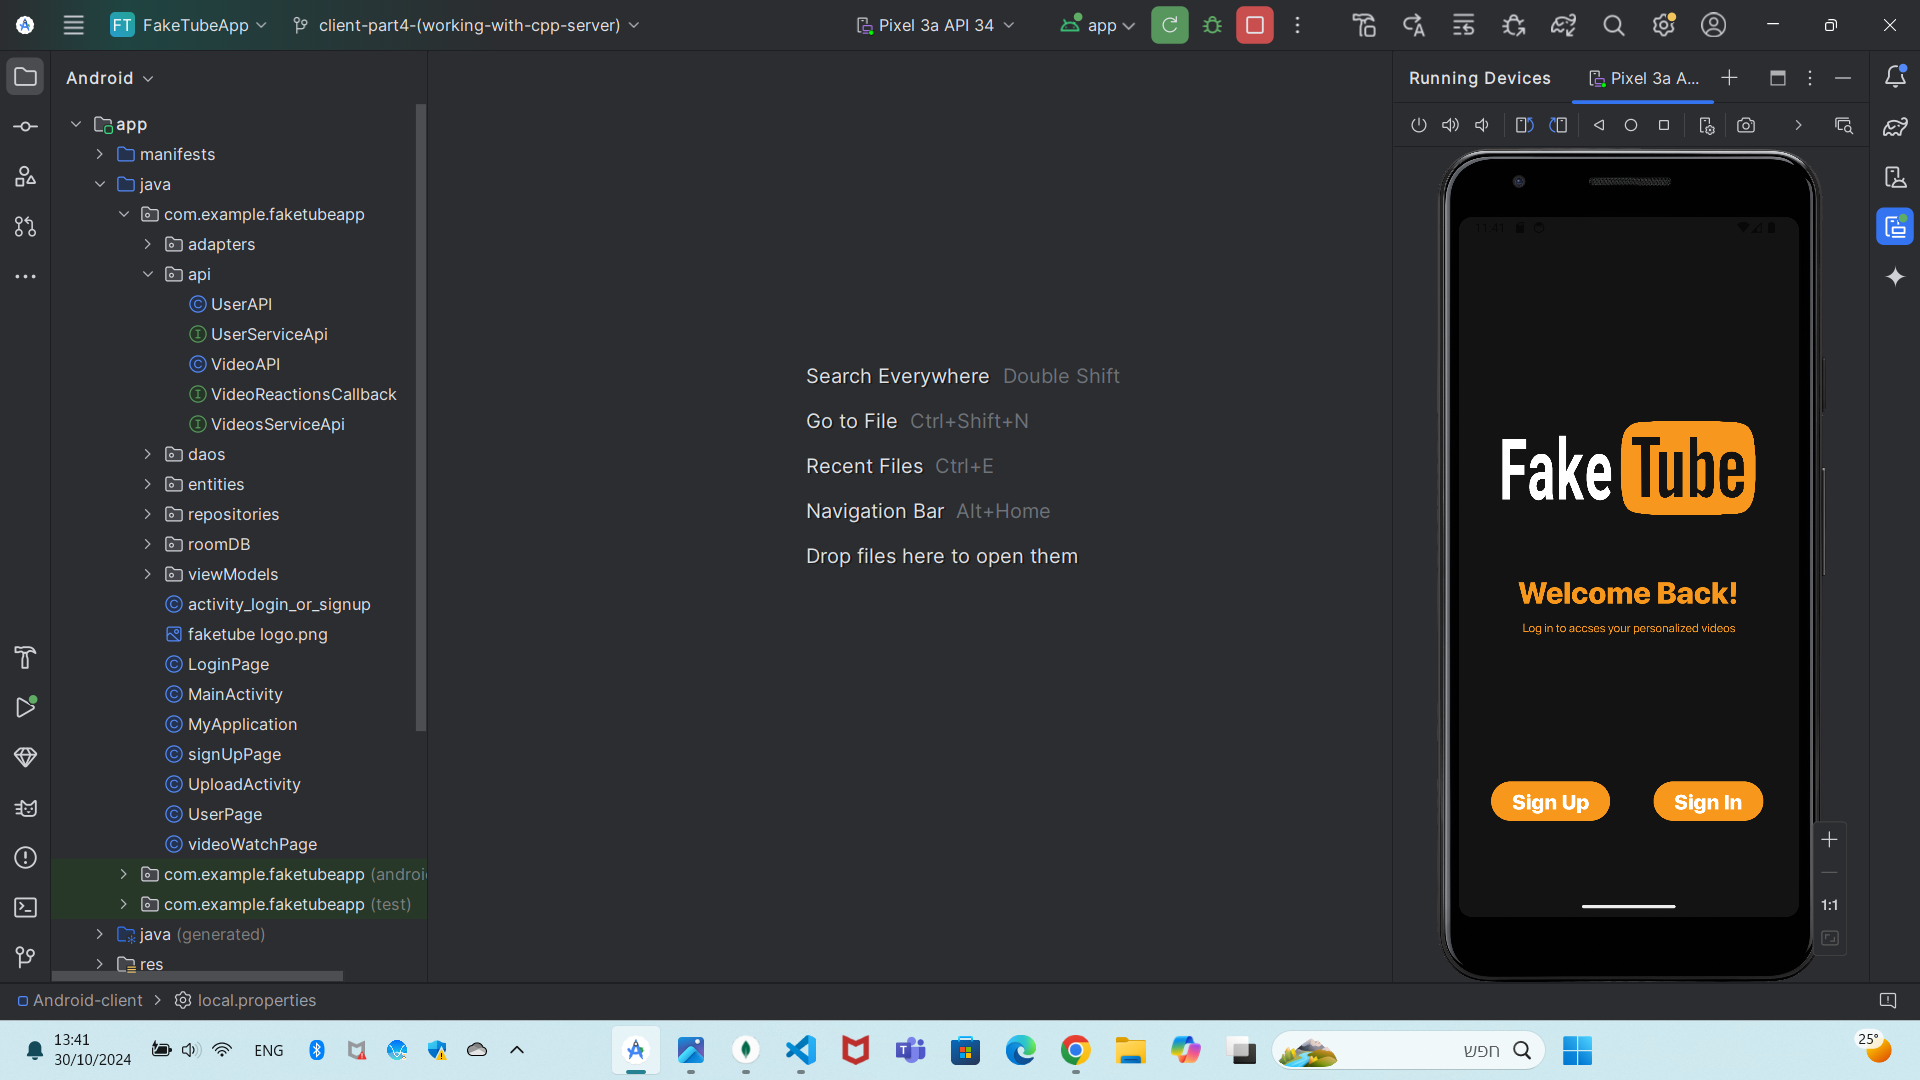 FT FakeTubeApp client-part4-(working-with-cpp-server) Pixel 3a API 34 app
Android
app
manifests
java
com.example.faketubeapp
adapters
api
UserAPI
UserServiceApi
VideoAPI
VideoReactionsCallback
VideosServiceApi
daos
entities
repositories
roomDB
viewModels
activity_login_or_signup
faketube logo.png
LoginPage
MainActivity
MyApplication
signUpPage
UploadActivity
UserPage
videoWatchPage
com.example.faketubeapp (androi
com.example.faketubeapp (test)
java (generated)
res
Search Everywhere Double Shift
Go to File Ctrl+Shift+N
Recent Files Ctrl+E
Navigation Bar Alt+Home
Drop files here to open them
Running Devices Pixel 3a A...
11:41
Fake Tube
Welcome Back!
Log in to accses your personalized videos
Sign Up Sign In
1:1
Android-client > local.properties
13:41
30/10/2024
ENG
חפש
25°